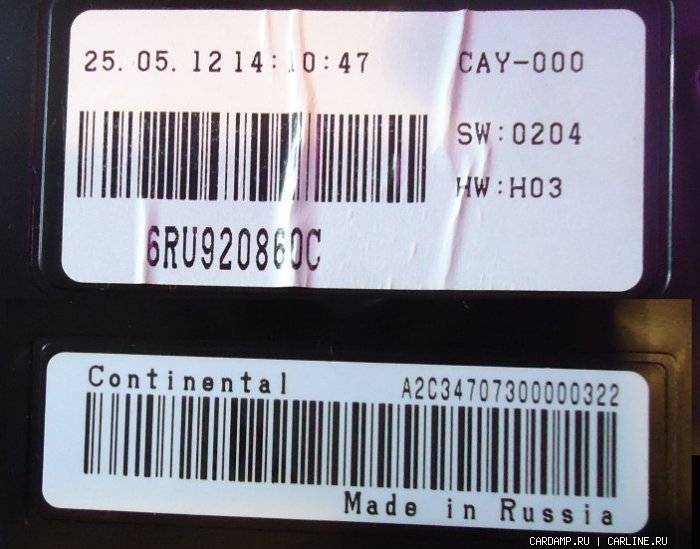 25.05.12 14:10:47 CAY-000
SW:0204
HW:H03
6RU920860C
Continental A2C34707300000322
Made in Russia
CARDAMP.RU | CARLINE.RU